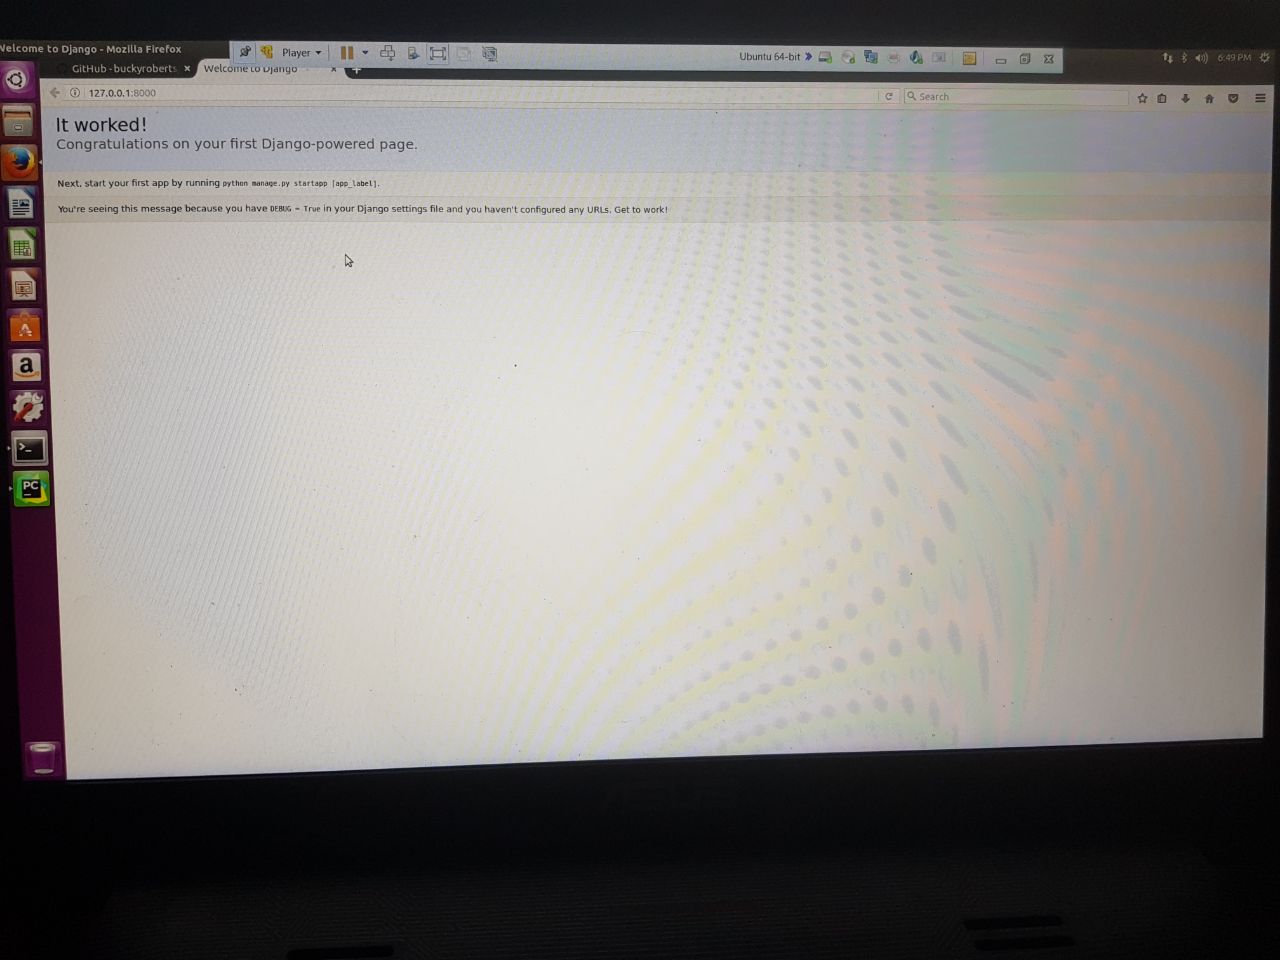 Welcome to Django - Mozilla Firefox
Player
Ubuntu 64-bit
6:49 PM
GitHub - buckyroberts
Welcome to Django
127.0.0.1:8000
Search
It worked!
Congratulations on your first Django-powered page.
Next, start your first app by running python manage.py startapp [app_label].
You're seeing this message because you have DEBUG = True in your Django settings file and you haven't configured any URLs. Get to work!
a
PC
ASUS